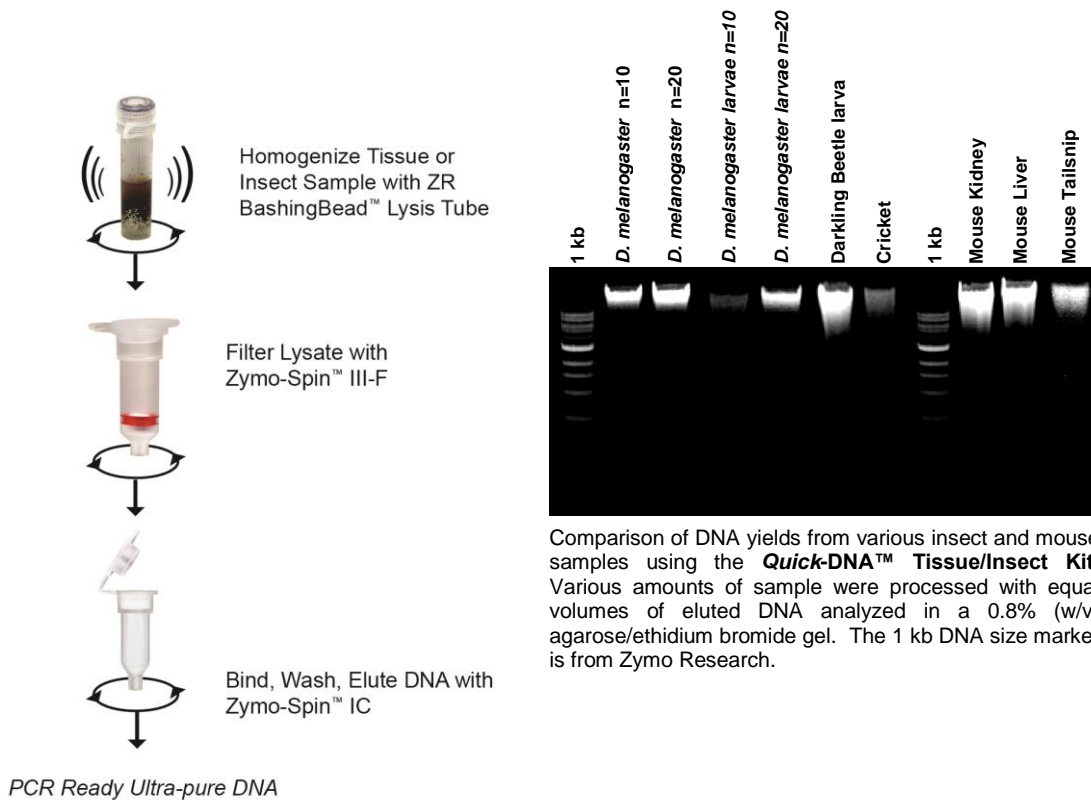 Homogenize Tissue or
Insect Sample with ZR
BashingBead™ Lysis Tube
Filter Lysate with
Zymo-Spin™ III-F
Bind, Wash, Elute DNA with
Zymo-Spin™ IC
PCR Ready Ultra-pure DNA
1 kb
D. melanogaster n=10
D. melanogaster n=20
D. melanogaster larvae n=10
D. melanogaster larvae n=20
Darkling Beetle larva
Cricket
1 kb
Mouse Kidney
Mouse Liver
Mouse Tailsnip
Comparison of DNA yields from various insect and mouse
samples using the Quick-DNA™ Tissue/Insect Kit
Various amounts of sample were processed with equa
volumes of eluted DNA analyzed in a 0.8% (w/v
agarose/ethidium bromide gel. The 1 kb DNA size marke
is from Zymo Research.